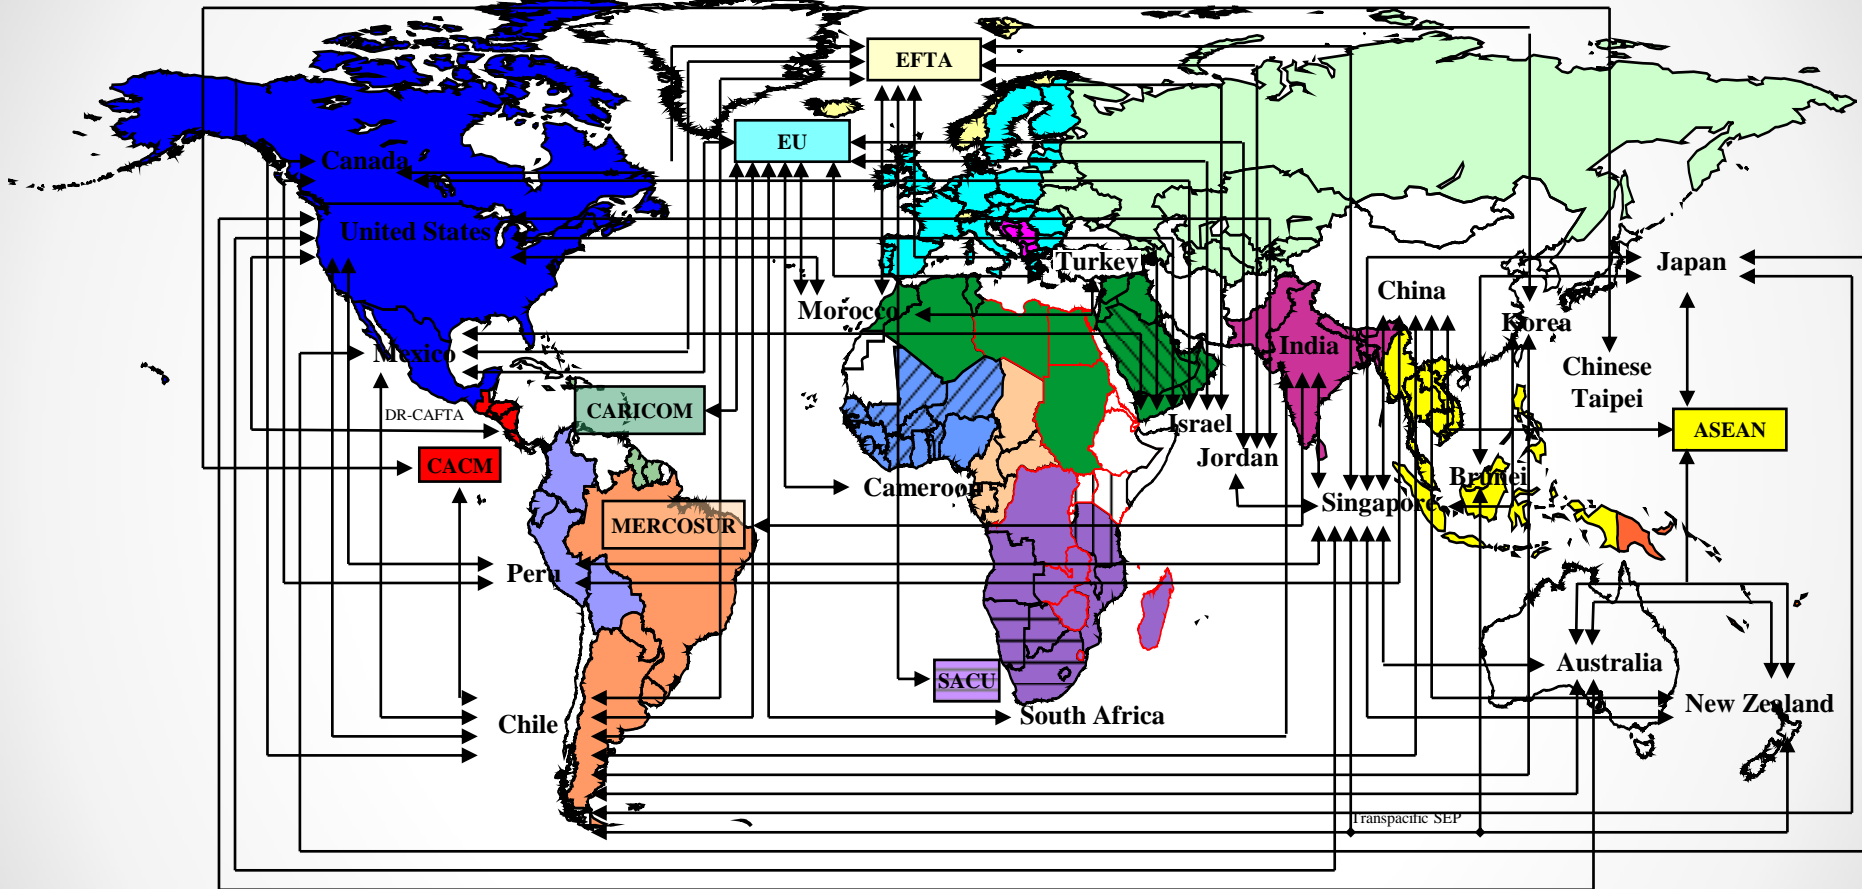 EFTA
EU
Canada
United States
Turkey
Japan
China
Morocco
Korea
India
Mexico
Chinese
Taipei
CARICOM
DR-CAFTA
Israel
ASEAN
Jordan
CACM
Brunei
Cameroon
Singapore
MERCOSUR
Peru
Australia
SACU
New Zealand
South Africa
Chile
Transpacific SEP